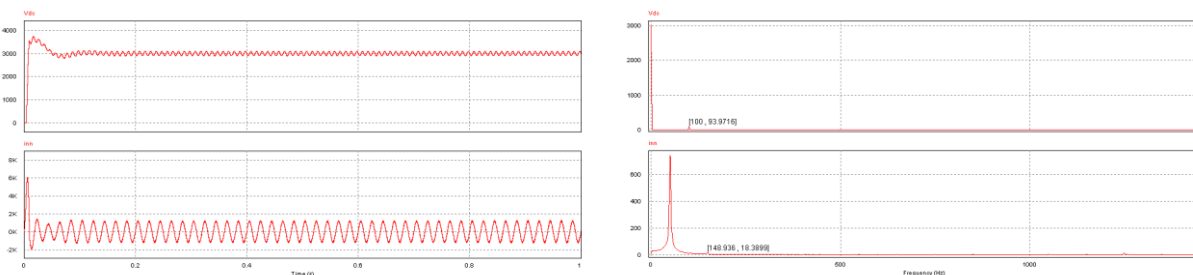 Vdc
4000
3000
2000
1000
0
inn
8K
6K
4K
2K
0K
-2K
0
0.2
0.4
0.6
0.8
1
Time (s)
Vdc
3000
2000
1000
0
[100 , 93.9716]
inn
600
400
200
0
[148.936 , 18.3899]
0
500
1000
Frequency (Hz)